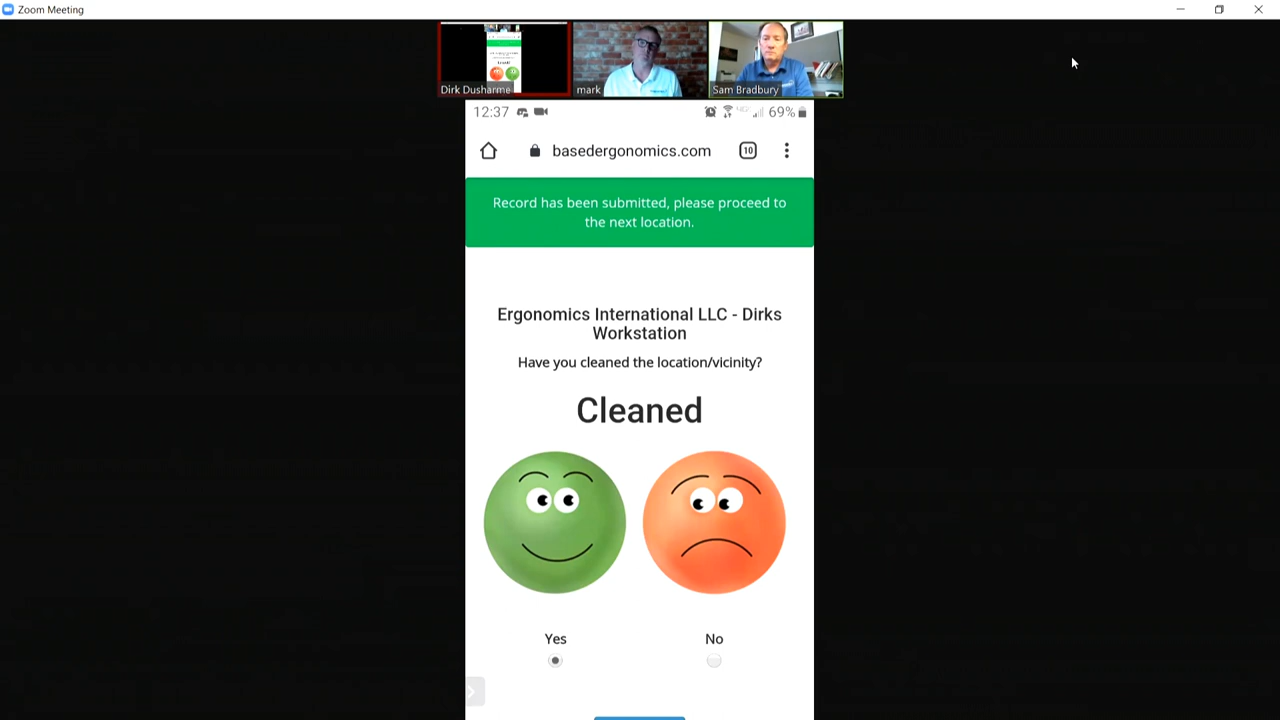 Zoom Meeting
Dirk Dusharme
mark
Sam Bradbury
12:37
69%
basedergonomics.com
10
Record has been submitted, please proceed to
the next location.
Ergonomics International LLC - Dirks
Workstation
Have you cleaned the location/vicinity?
Cleaned
Yes
No